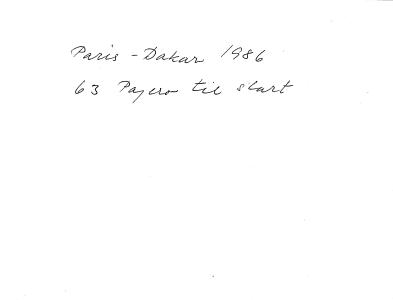 Paris - Dakar 1986
63 Pajero til start